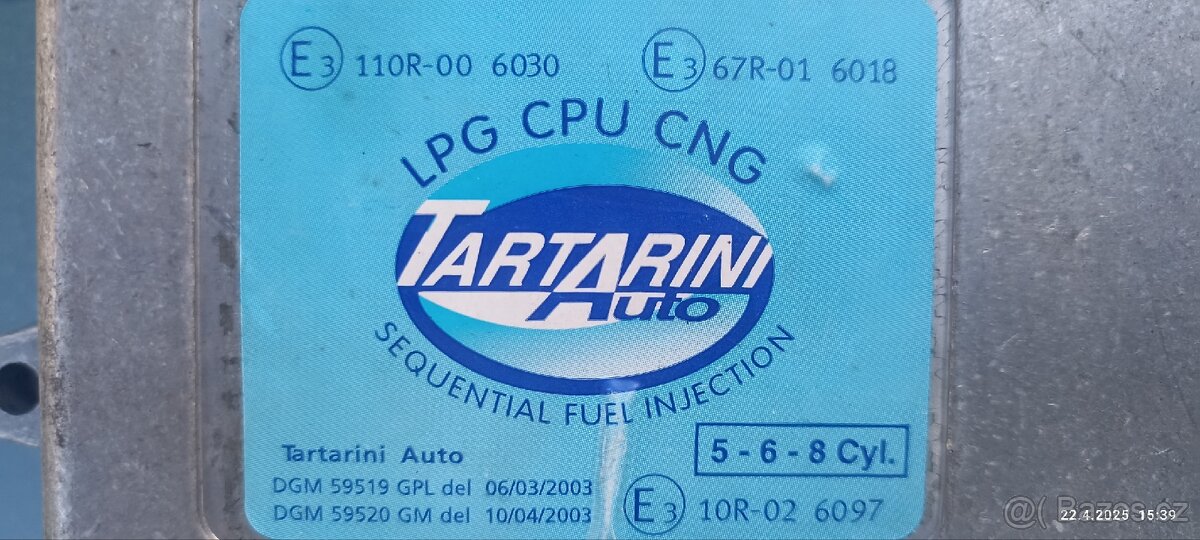 E3 110R-00 6030
E3 67R-01 6018
LPG CPU CNG
TARTARINI
AUTO
SEQUENTIAL FUEL INJECTION
5 - 6 - 8 Cyl.
Tartarini Auto
DGM 59519 GPL del 06/03/2003
DGM 59520 GM del 10/04/2003
E3 10R-02 6097
22.4.2025 15:39